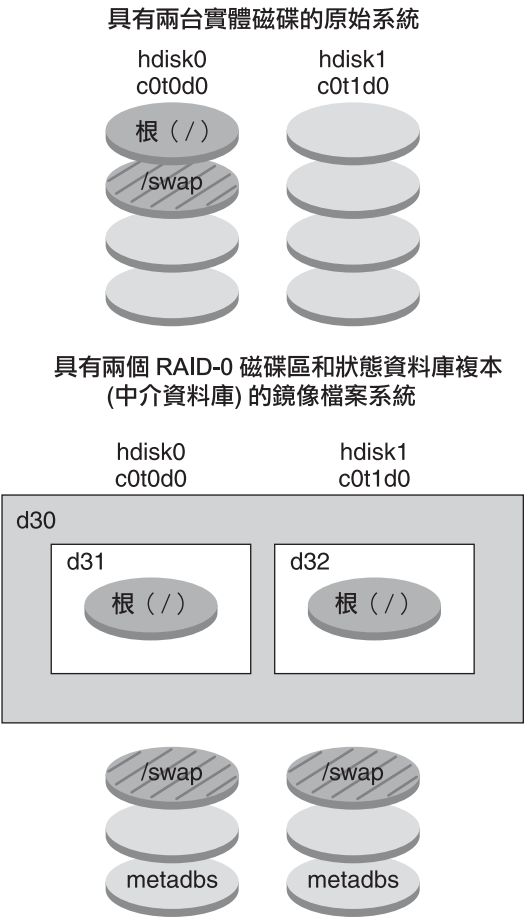 具有兩台實體磁碟的原始系統
hdisk0 hdisk1
c0t0d0 c0t1d0
根（/）
/swap
具有兩個 RAID-0 磁碟區和狀態資料庫複本
(中介資料庫) 的鏡像檔案系統
hdisk0 hdisk1
c0t0d0 c0t1d0
d30
d31 d32
根（/） 根（/）
/swap /swap
metadbs metadbs